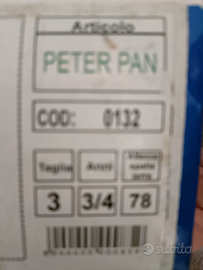 Articolo
PETER PAN
COD: 0132
Taglia Anni
3 3/4 78
subito